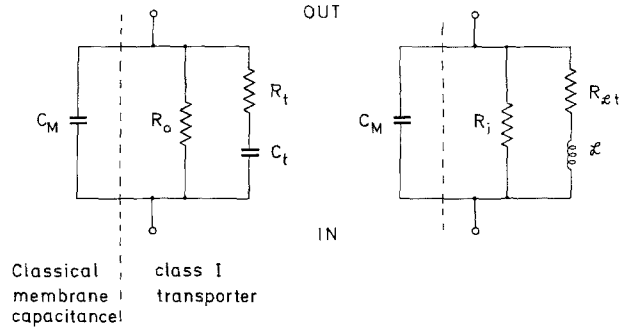 OUT
C_M
R_o
R_t
C_t
C_M
R_i
R_ℒt
ℒ
IN
Classical
membrane
capacitance
class I
transporter